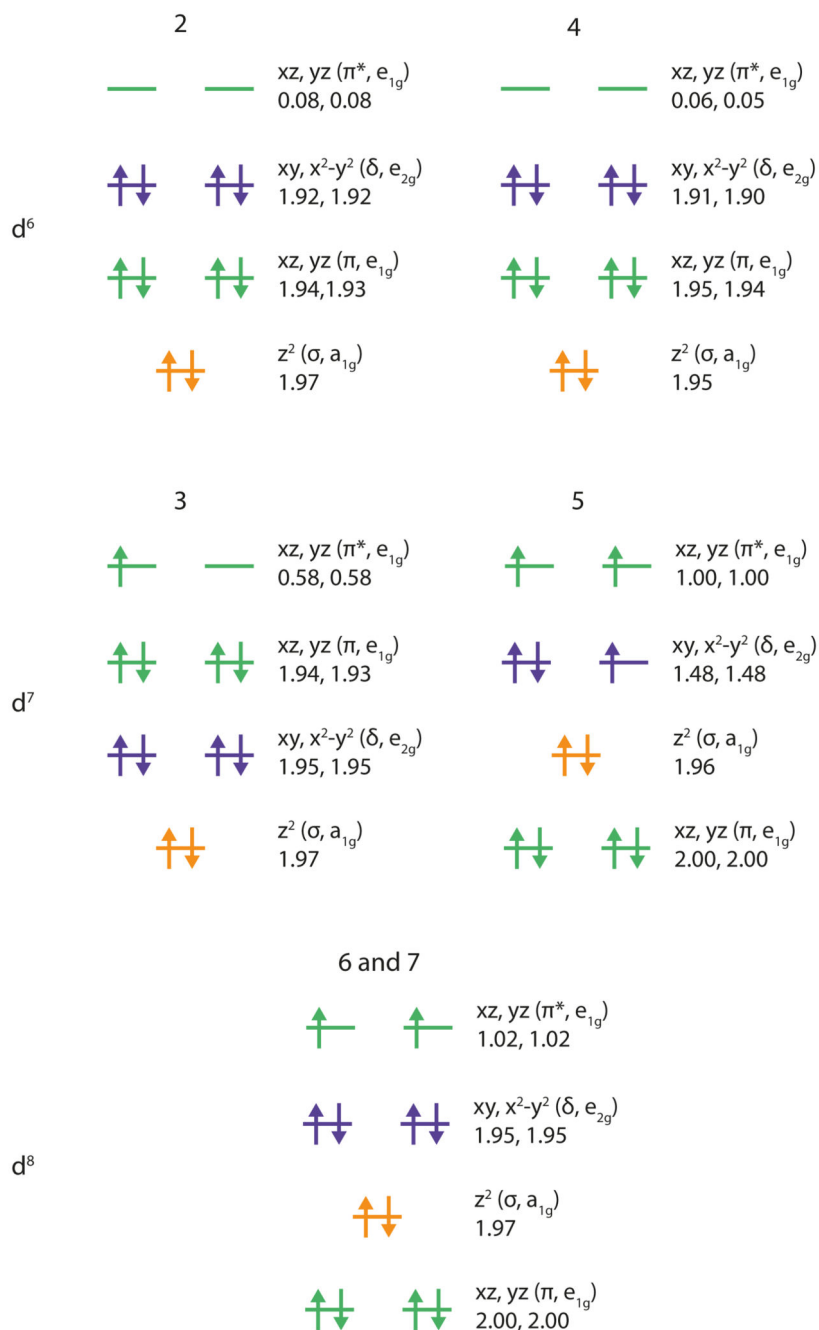 2
xz, yz (π*, e₁g)
0.08, 0.08
xy, x²-y² (δ, e₂g)
1.92, 1.92
xz, yz (π, e₁g)
1.94,1.93
z² (σ, a₁g)
1.97
4
xz, yz (π*, e₁g)
0.06, 0.05
xy, x²-y² (δ, e₂g)
1.91, 1.90
xz, yz (π, e₁g)
1.95, 1.94
z² (σ, a₁g)
1.95
d⁶
3
xz, yz (π*, e₁g)
0.58, 0.58
xz, yz (π, e₁g)
1.94, 1.93
xy, x²-y² (δ, e₂g)
1.95, 1.95
z² (σ, a₁g)
1.97
5
xz, yz (π*, e₁g)
1.00, 1.00
xy, x²-y² (δ, e₂g)
1.48, 1.48
z² (σ, a₁g)
1.96
xz, yz (π, e₁g)
2.00, 2.00
d⁷
6 and 7
xz, yz (π*, e₁g)
1.02, 1.02
xy, x²-y² (δ, e₂g)
1.95, 1.95
z² (σ, a₁g)
1.97
xz, yz (π, e₁g)
2.00, 2.00
d⁸